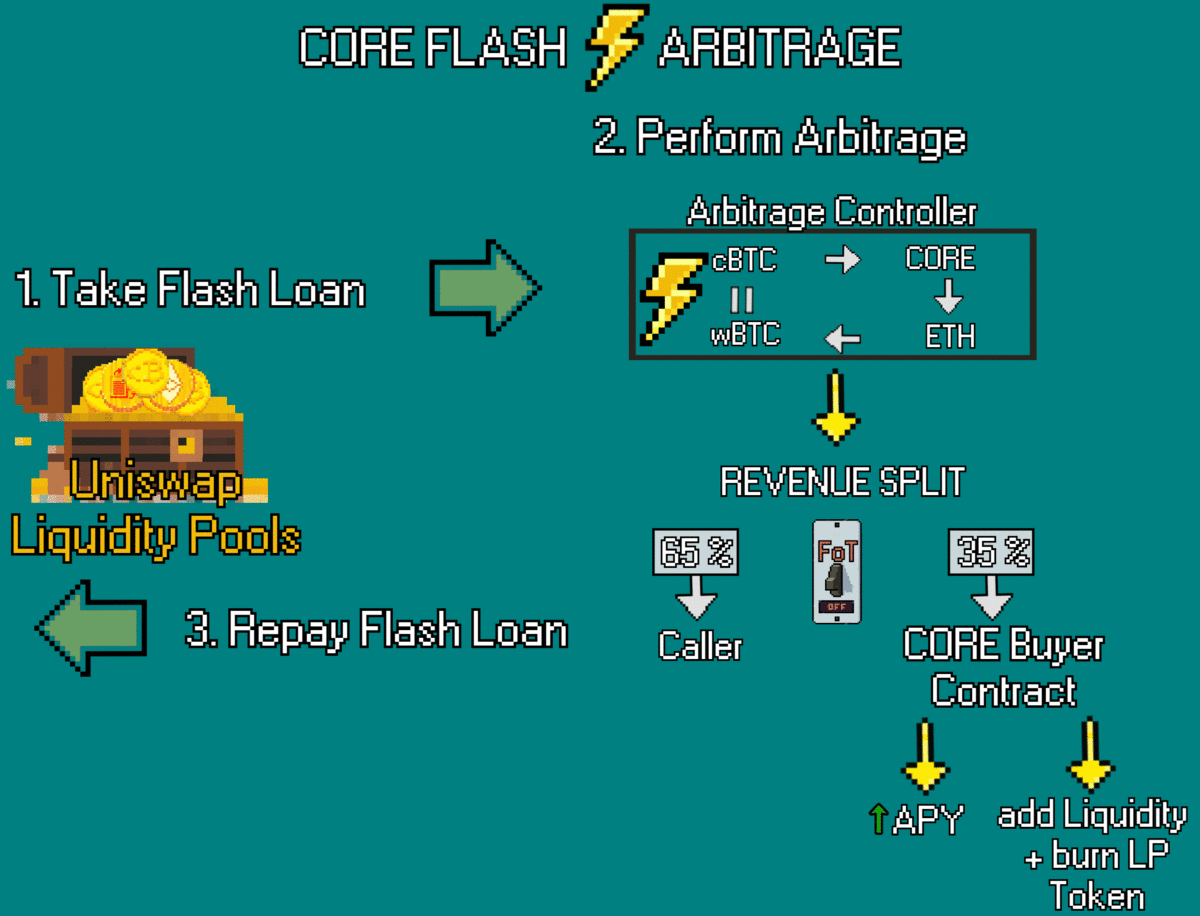 CORE FLASH ARBITRAGE
2. Perform Arbitrage
Arbitrage Controller
1. Take Flash Loan
cBTC CORE
wBTC ETH
Uniswap
Liquidity Pools
REVENUE SPLIT
65 % FoT 35 %
OFF
3. Repay Flash Loan
Caller
CORE Buyer
Contract
APY
add Liquidity
+ burn LP
Token